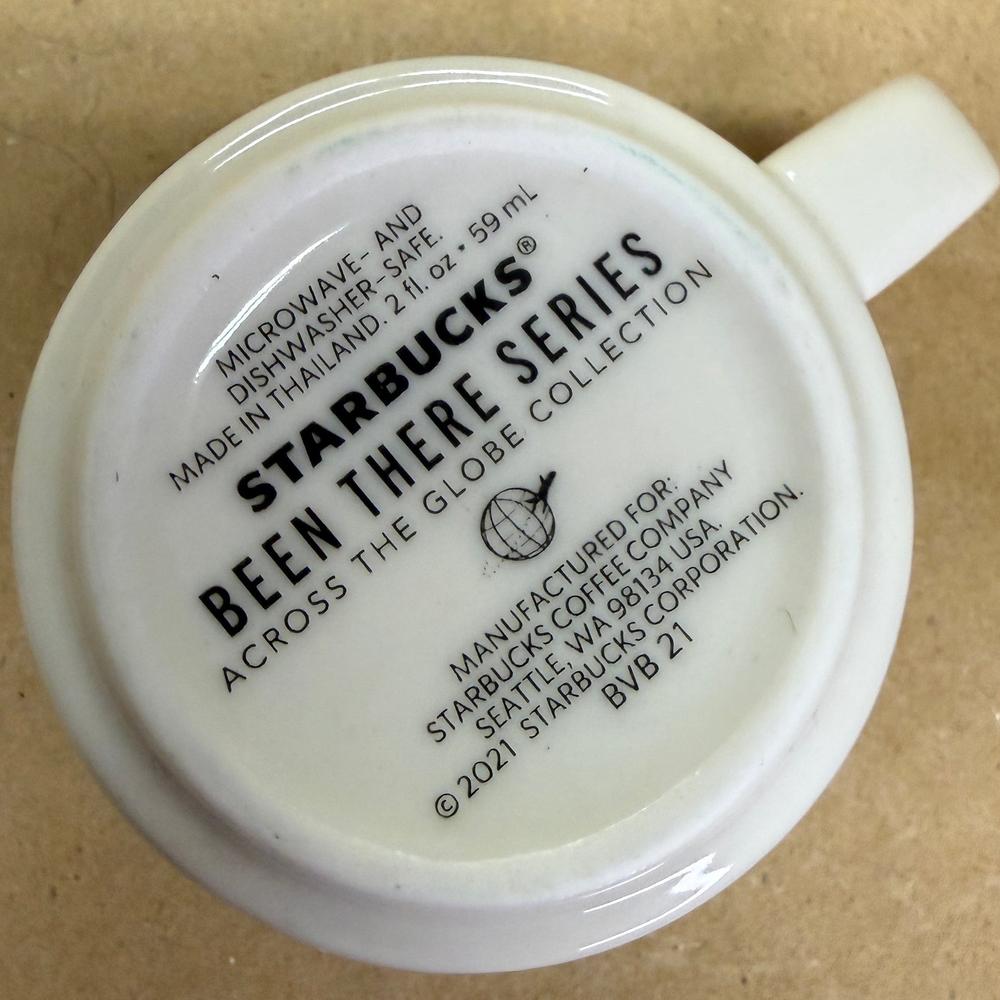 MICROWAVE- AND
DISHWASHER-SAFE.
MADE IN THAILAND. 2 fl. oz • 59 mL
STARBUCKS®
BEEN THERE SERIES
ACROSS THE GLOBE COLLECTION
MANUFACTURED FOR:
STARBUCKS COFFEE COMPANY
SEATTLE, WA 98134 USA.
© 2021 STARBUCKS CORPORATION.
BVB 21